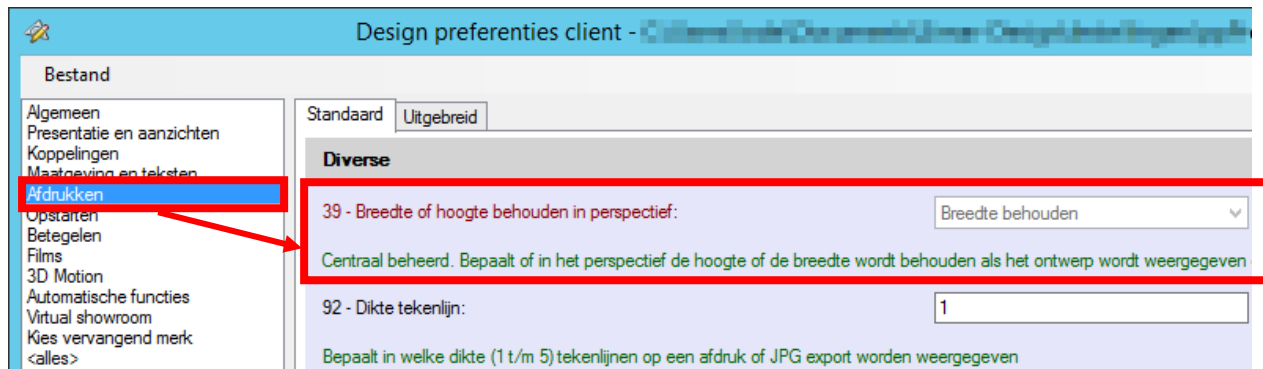 Design preferenties client -
Bestand
Algemeen
Presentatie en aanzichten
Koppelingen
Maatgeving en teksten
Afdrukken
Opstarten
Betegelen
Films
3D Motion
Automatische functies
Virtual showroom
Kies vervangend merk
<alles>
Standaard Uitgebreid
Diverse
39 - Breedte of hoogte behouden in perspectief: Breedte behouden
Centraal beheerd. Bepaalt of in het perspectief de hoogte of de breedte wordt behouden als het ontwerp wordt weergegeven
92 - Dikte tekenlijn: 1
Bepaalt in welke dikte (1 t/m 5) tekenlijnen op een afdruk of JPG export worden weergegeven